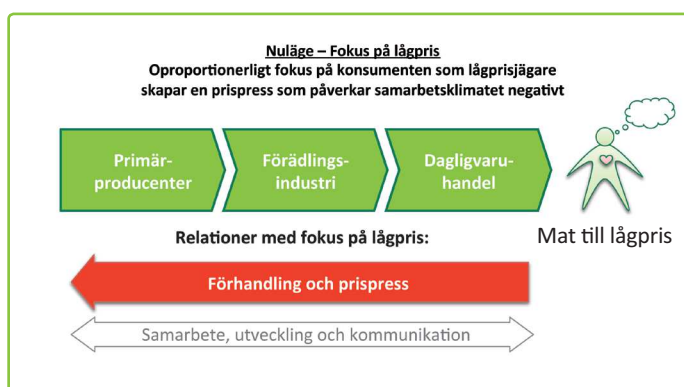 Nuläge – Fokus på lågpris
Oproportionerligt fokus på konsumenten som lågprisjägare
skapar en prispress som påverkar samarbetsklimatet negativt
Primär-
producenter
Förädlings-
industri
Dagligvaru-
handel
Relationer med fokus på lågpris:
Mat till lågpris
Förhandling och prispress
Samarbete, utveckling och kommunikation